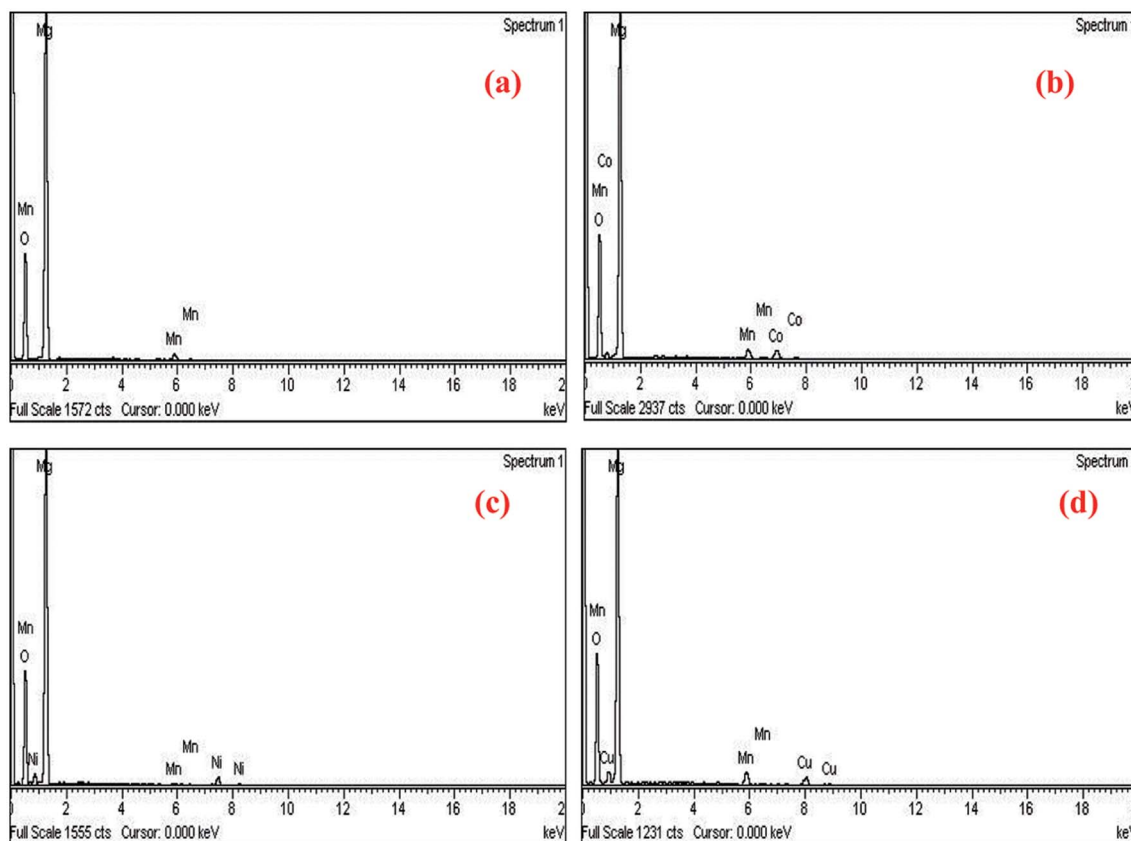 Mg
Spectrum 1
(a)
Mn
O
Mn
Mn
2 4 6 8 10 12 14 16 18 2
Full Scale 1572 cts Cursor: 0.000 keV keV
Mg
Spectrum
(b)
Co
Mn
O
Mn
Co
Mn
Co
2 4 6 8 10 12 14 16 18
Full Scale 2937 cts Cursor: 0.000 keV ke
Mg
Spectrum 1
(c)
Mn
O
Ni
Mn
Mn
Ni
Ni
2 4 6 8 10 12 14 16 18 2
Full Scale 1555 cts Cursor: 0.000 keV keV
Mg
Spectrum
(d)
Mn
O
Cu
Mn
Mn
Cu
Cu
2 4 6 8 10 12 14 16 18
Full Scale 1231 cts Cursor: 0.000 keV ke